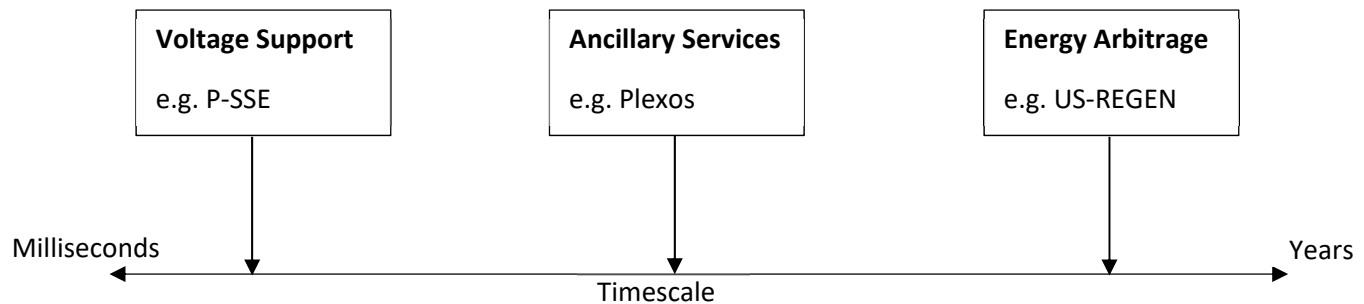 Voltage Support
e.g. P-SSE
Ancillary Services
e.g. Plexos
Energy Arbitrage
e.g. US-REGEN
Milliseconds
Years
Timescale